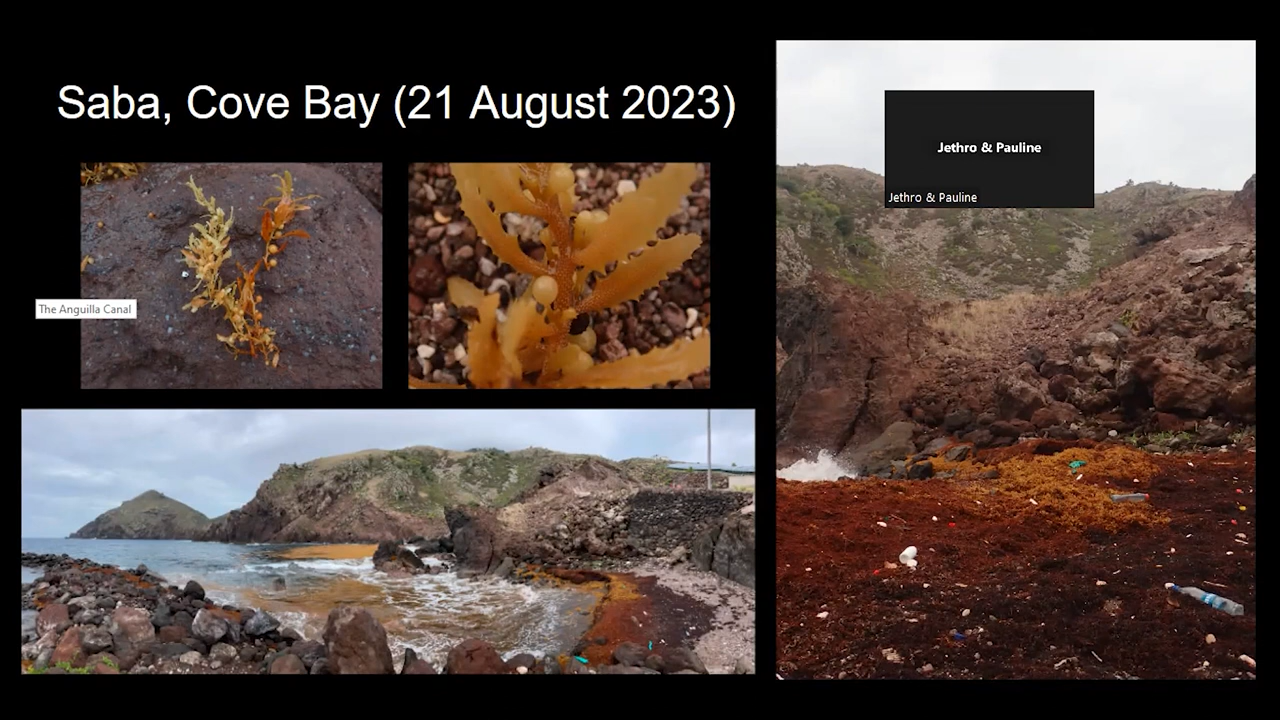 Saba, Cove Bay (21 August 2023)
Jethro & Pauline
Jethro & Pauline
The Anguilla Canal